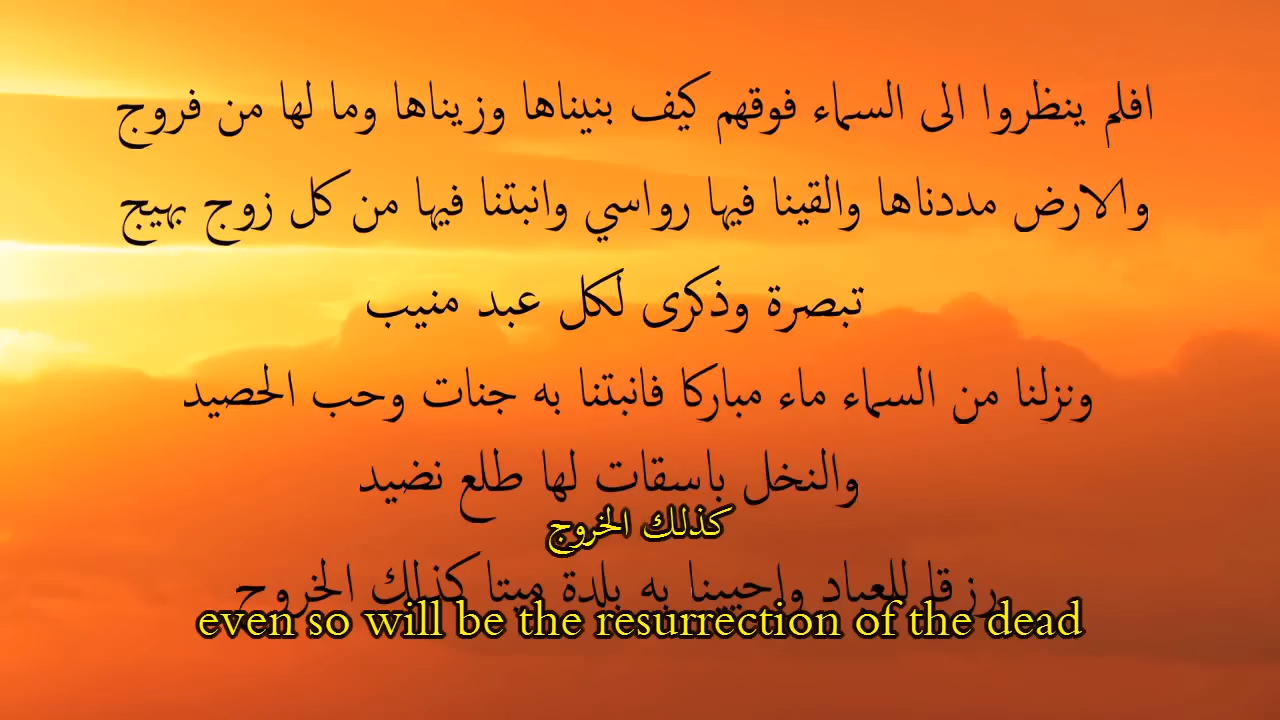 افلم ينظروا الى السماء فوقهم كيف بنيناها وزيناها وما لها من فروج
والارض مددناها والقينا فيها رواسي وانبتنا فيها من كل زوج بهيج
تبصرة وذكرى لكل عبد منيب
ونزلنا من السماء ماء مباركا فانبتنا به جنات وحب الحصيد
والنخل باسقات لها طلع نضيد
كذلك الخروج
رزقا للعباد واحيينا به بلدة ميتا كذلك الخروج
even so will be the resurrection of the dead